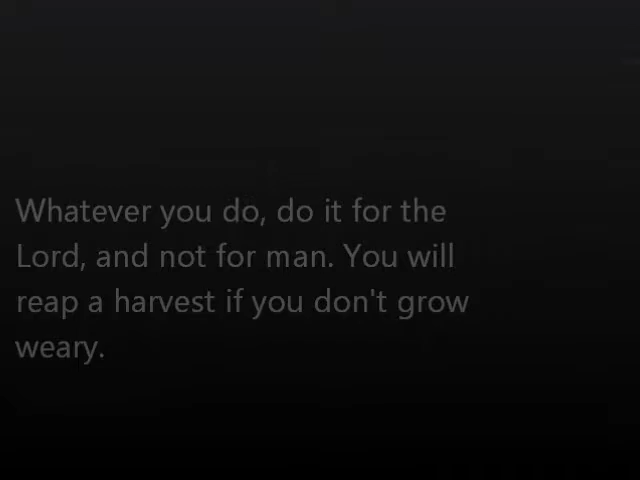 Whatever you do, do it for the
Lord, and not for man. You will
reap a harvest if you don't grow
weary.